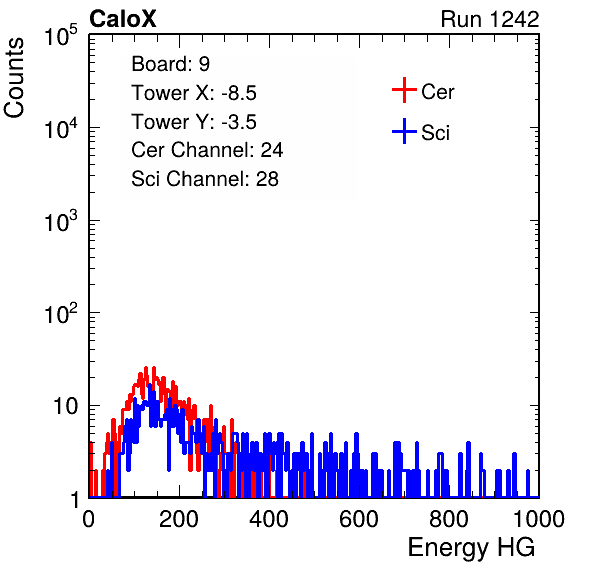 CaloX Run 1242
Counts
10^5
10^4
10^3
10^2
10
1
Board: 9
Tower X: -8.5
Tower Y: -3.5
Cer Channel: 24
Sci Channel: 28
Cer
Sci
0 200 400 600 800 1000
Energy HG